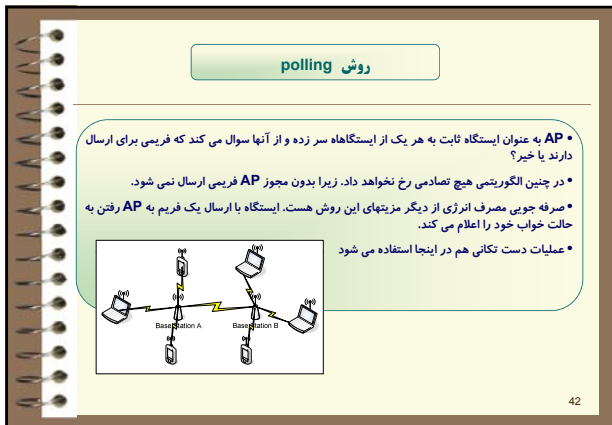 روش polling
• AP به عنوان ایستگاه ثابت به هر یک از ایستگاهاه سر زده و از آنها سوال می کند که فریمی برای ارسال
دارند یا خیر؟
• در چنین الگوریتمی هیچ تصادمی رخ نخواهد داد. زیرا بدون مجوز AP فریمی ارسال نمی شود.
• صرفه جویی مصرف انرژی از دیگر مزیتهای این روش هست. ایستگاه با ارسال یک فریم به AP رفتن به
حالت خواب خود را اعلام می کند.
• عملیات دست تکانی هم در اینجا استفاده می شود
Base Station A
Base Station B
42